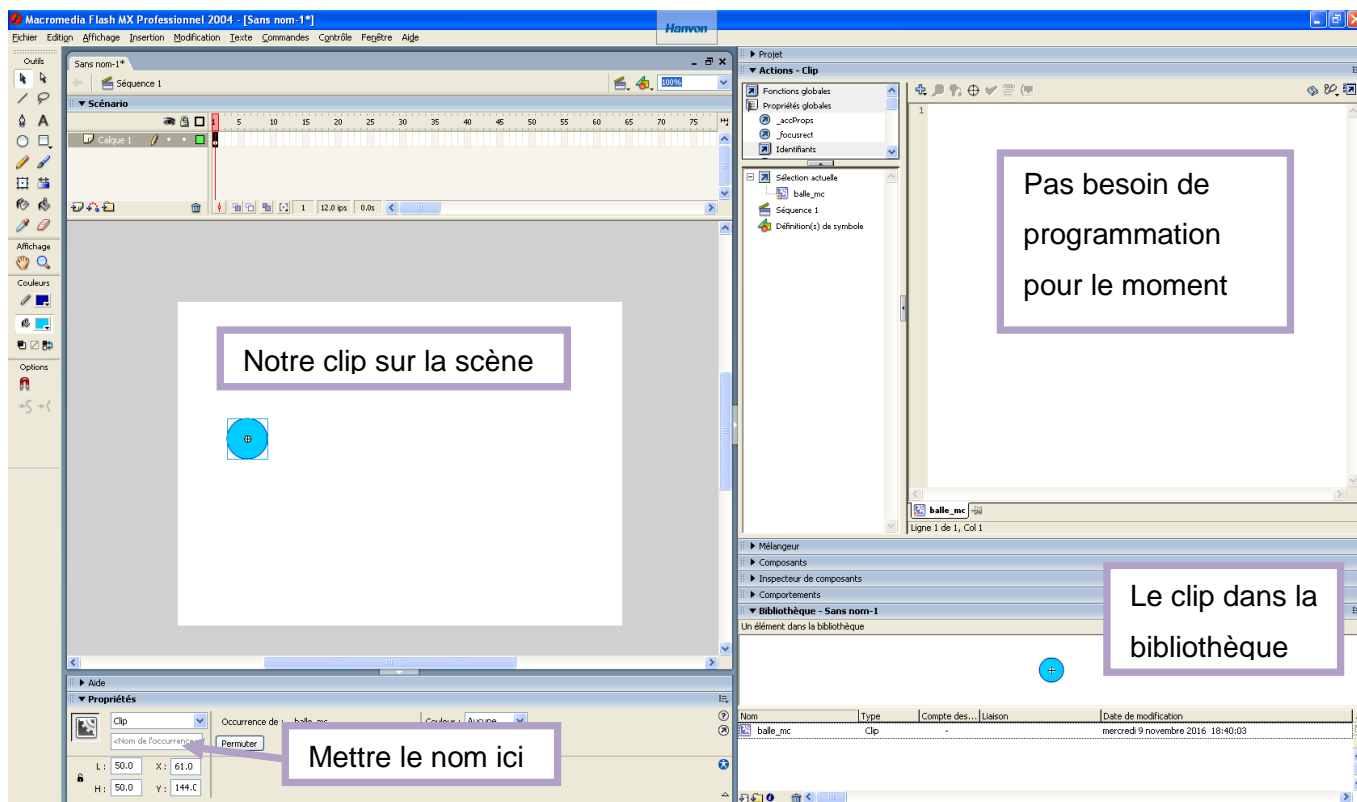 Macromedia Flash MX Professionnel 2004 - [Sans nom-1*]
Hanvon
Fichier Edition Affichage Insertion Modification Texte Commandes Contrôle Fenêtre Aide
Outils
Affichage
Couleurs
Options
Sans nom-1*
Séquence 1
100%
Scénario
1 5 10 15 20 25 30 35 40 45 50 55 60 65 70 75
Calque 1
1 12.0 ips 0.0s
Notre clip sur la scène
Aide
Propriétés
Clip
Occurrence de : balle_mc
Couleur : Aucune
<Nom de l'occurrence>
Permuter
Mettre le nom ici
L : 50.0 X : 61.0
H : 50.0 Y : 144.0
Projet
Actions - Clip
Fonctions globales
Propriétés globales
_accProps
_focusrect
Identifiants
Sélection actuelle
balle_mc
Séquence 1
Définition(s) de symbole
1
Pas besoin de
programmation
pour le moment
balle_mc
Ligne 1 de 1, Col 1
Mélangeur
Composants
Inspecteur de composants
Comportements
Bibliothèque - Sans nom-1
Un élément dans la bibliothèque
Le clip dans la
bibliothèque
Nom Type Compte des... Liaison Date de modification
balle_mc Clip - mercredi 9 novembre 2016 18:40:03